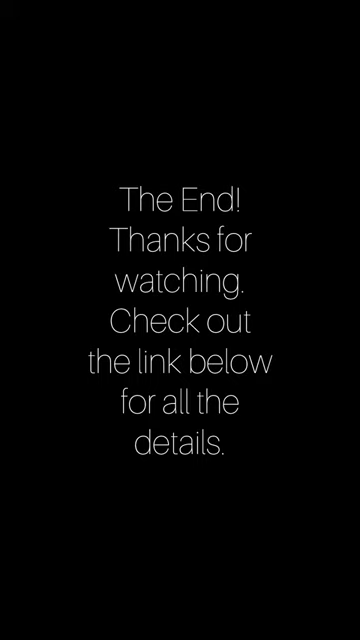 The End!
Thanks for
watching.
Check out
the link below
for all the
details.